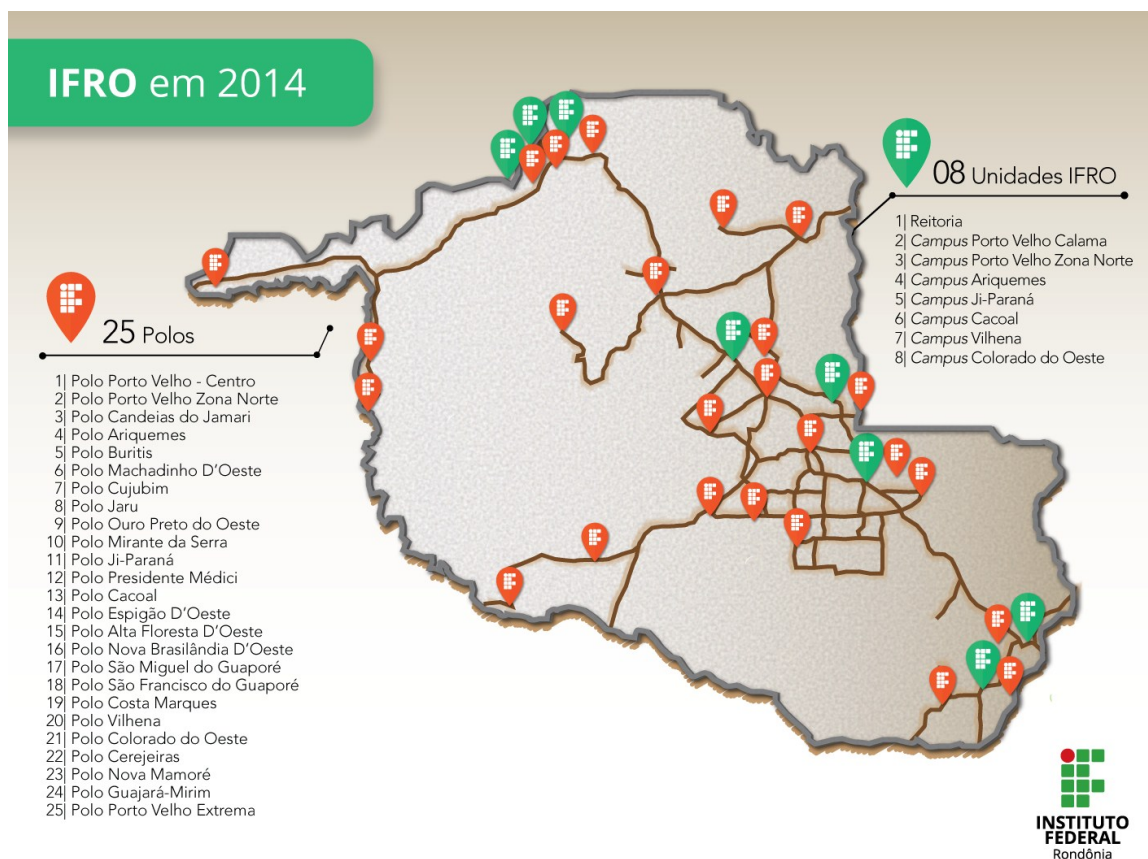 IFRO em 2014
08 Unidades IFRO
1| Reitoria
2| Campus Porto Velho Calama
3| Campus Porto Velho Zona Norte
4| Campus Ariquemes
5| Campus Ji-Paraná
6| Campus Cacoal
7| Campus Vilhena
8| Campus Colorado do Oeste
25 Polos
1| Polo Porto Velho - Centro
2| Polo Porto Velho Zona Norte
3| Polo Candeias do Jamari
4| Polo Ariquemes
5| Polo Buritis
6| Polo Machadinho D’Oeste
7| Polo Cujubim
8| Polo Jaru
9| Polo Ouro Preto do Oeste
10| Polo Mirante da Serra
11| Polo Ji-Paraná
12| Polo Presidente Médici
13| Polo Cacoal
14| Polo Espigão D’Oeste
15| Polo Alta Floresta D’Oeste
16| Polo Nova Brasilândia D’Oeste
17| Polo São Miguel do Guaporé
18| Polo São Francisco do Guaporé
19| Polo Costa Marques
20| Polo Vilhena
21| Polo Colorado do Oeste
22| Polo Cerejeiras
23| Polo Nova Mamoré
24| Polo Guajará-Mirim
25| Polo Porto Velho Extrema
INSTITUTO
FEDERAL
Rondônia